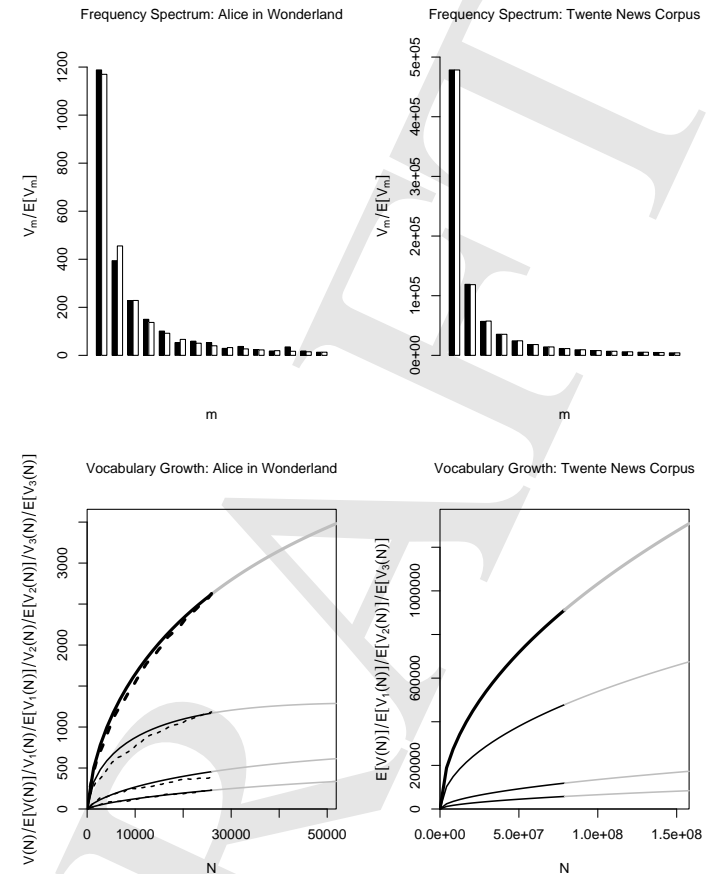 Frequency Spectrum: Alice in Wonderland
V_m/E[V_m]
0 200 400 600 800 1000 1200
m
Frequency Spectrum: Twente News Corpus
V_m/E[V_m]
0e+00 1e+05 2e+05 3e+05 4e+05 5e+05
m
Vocabulary Growth: Alice in Wonderland
V(N)/E[V(N)]/V_1(N)/E[V_1(N)]/V_2(N)/E[V_2(N)]/V_3(N)/E[V_3(N)]
0 500 1000 2000 3000
0 10000 30000 50000
N
Vocabulary Growth: Twente News Corpus
E[V(N)]/E[V_1(N)]/E[V_2(N)]/E[V_3(N)]
0 200000 600000 1000000
0.0e+00 5.0e+07 1.0e+08 1.5e+08
N
DRAFT